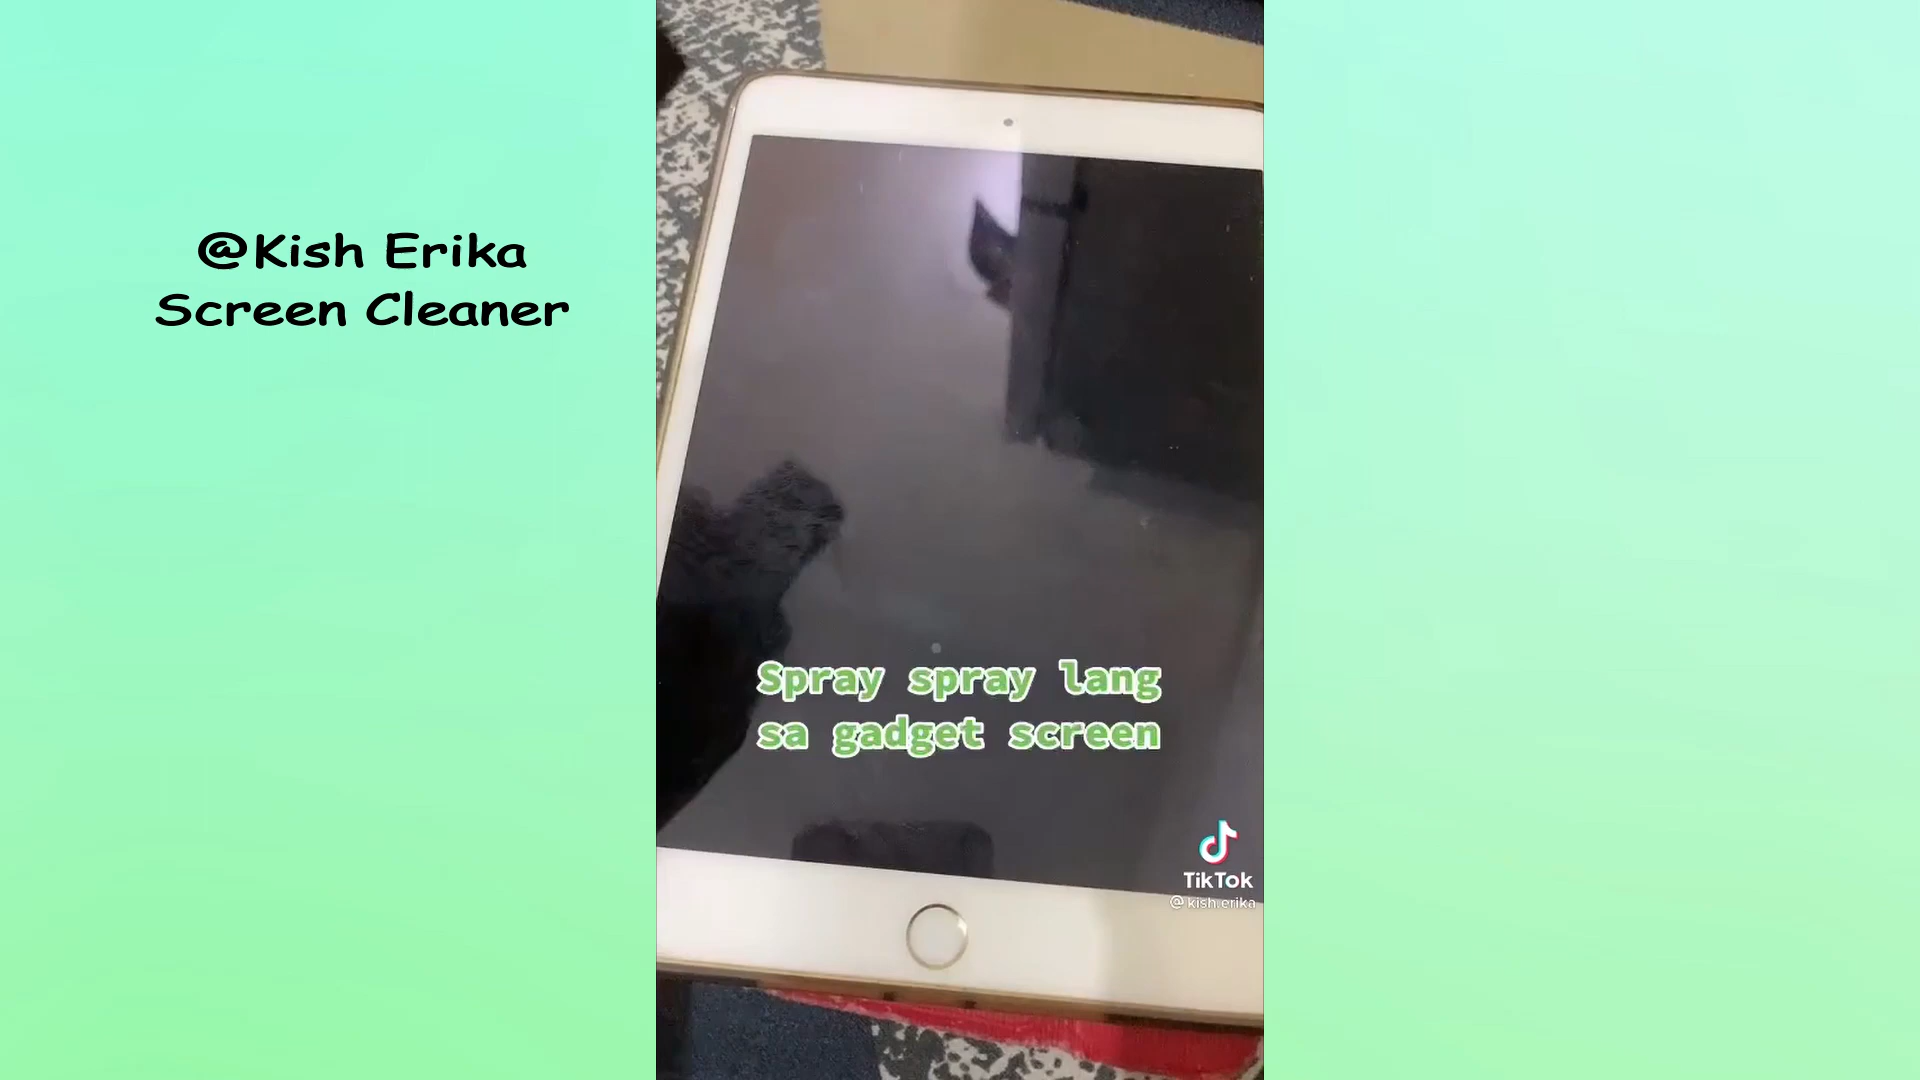 @Kish Erika
Screen Cleaner
Spray spray lang
sa gadget screen
TikTok
@kish.erika